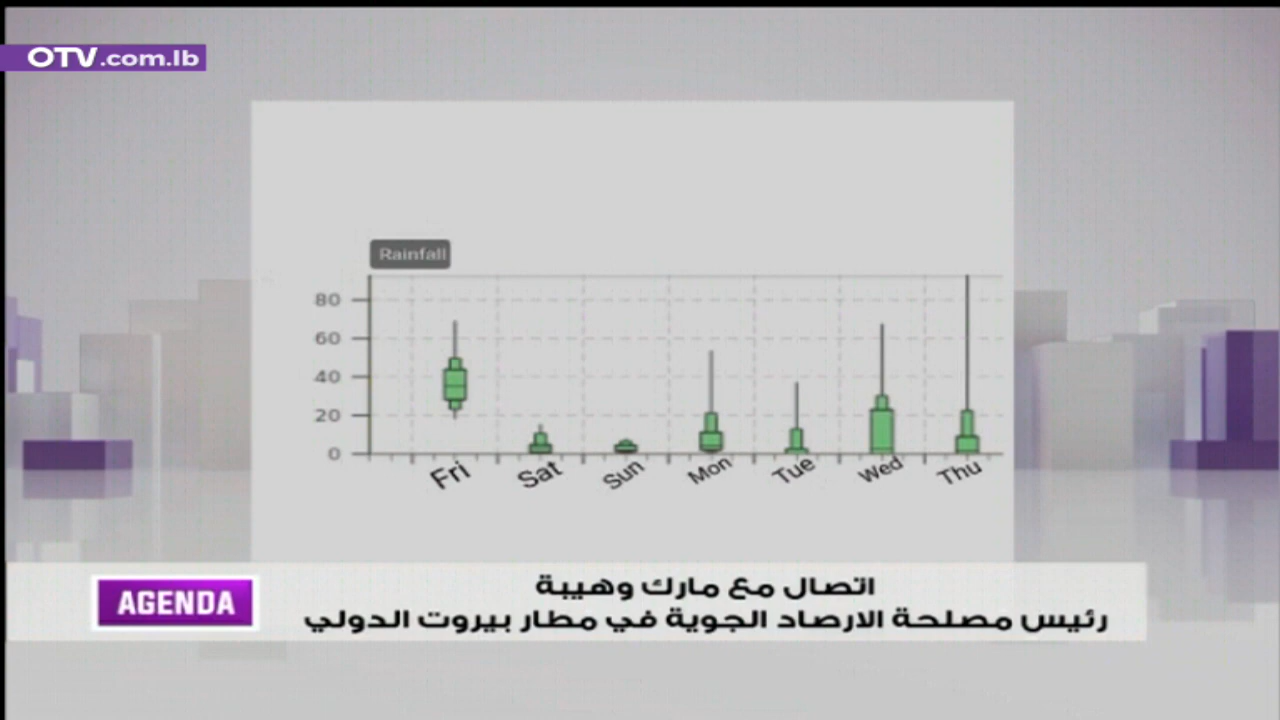 OTV.com.lb
Rainfall
80
60
40
20
0
Fri Sat Sun Mon Tue Wed Thu
اتصال مع مارك وهيبة
AGENDA
رئيس مصلحة الارصاد الجوية في مطار بيروت الدولي